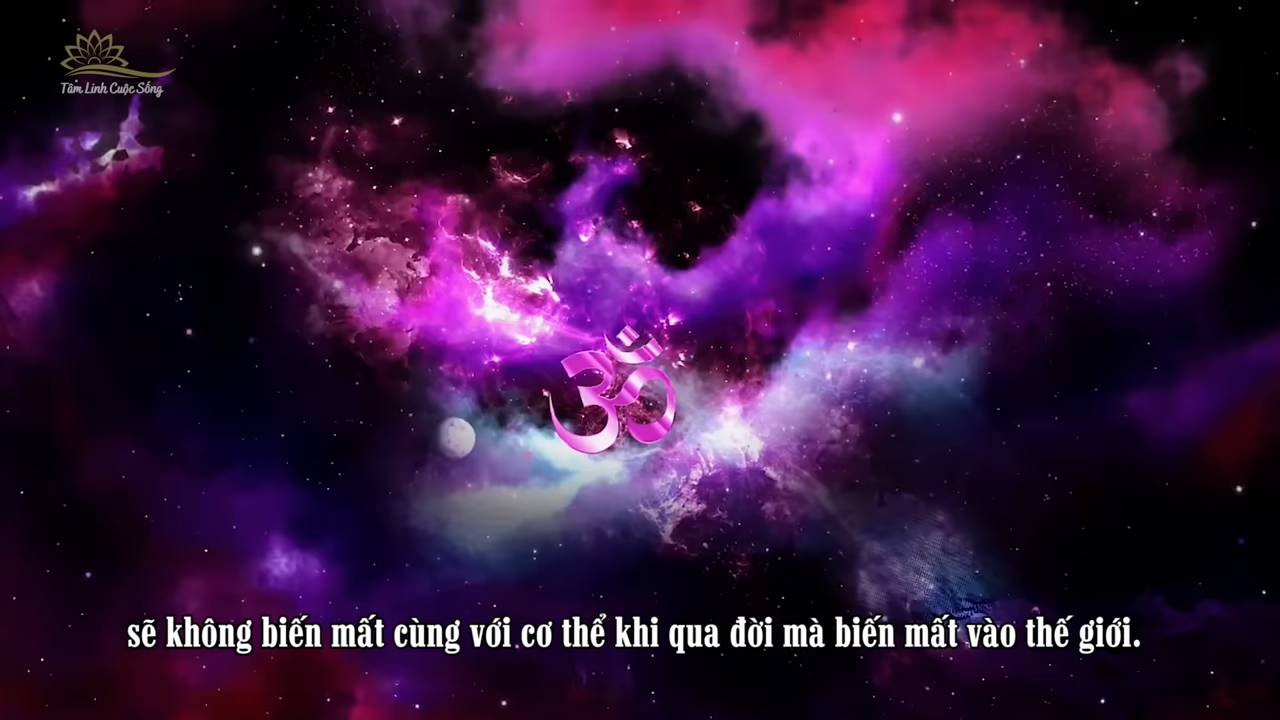 Tâm Linh Cuộc Sống
ॐ
sẽ không biến mất cùng với cơ thể khi qua đời mà biến mất vào thế giới.